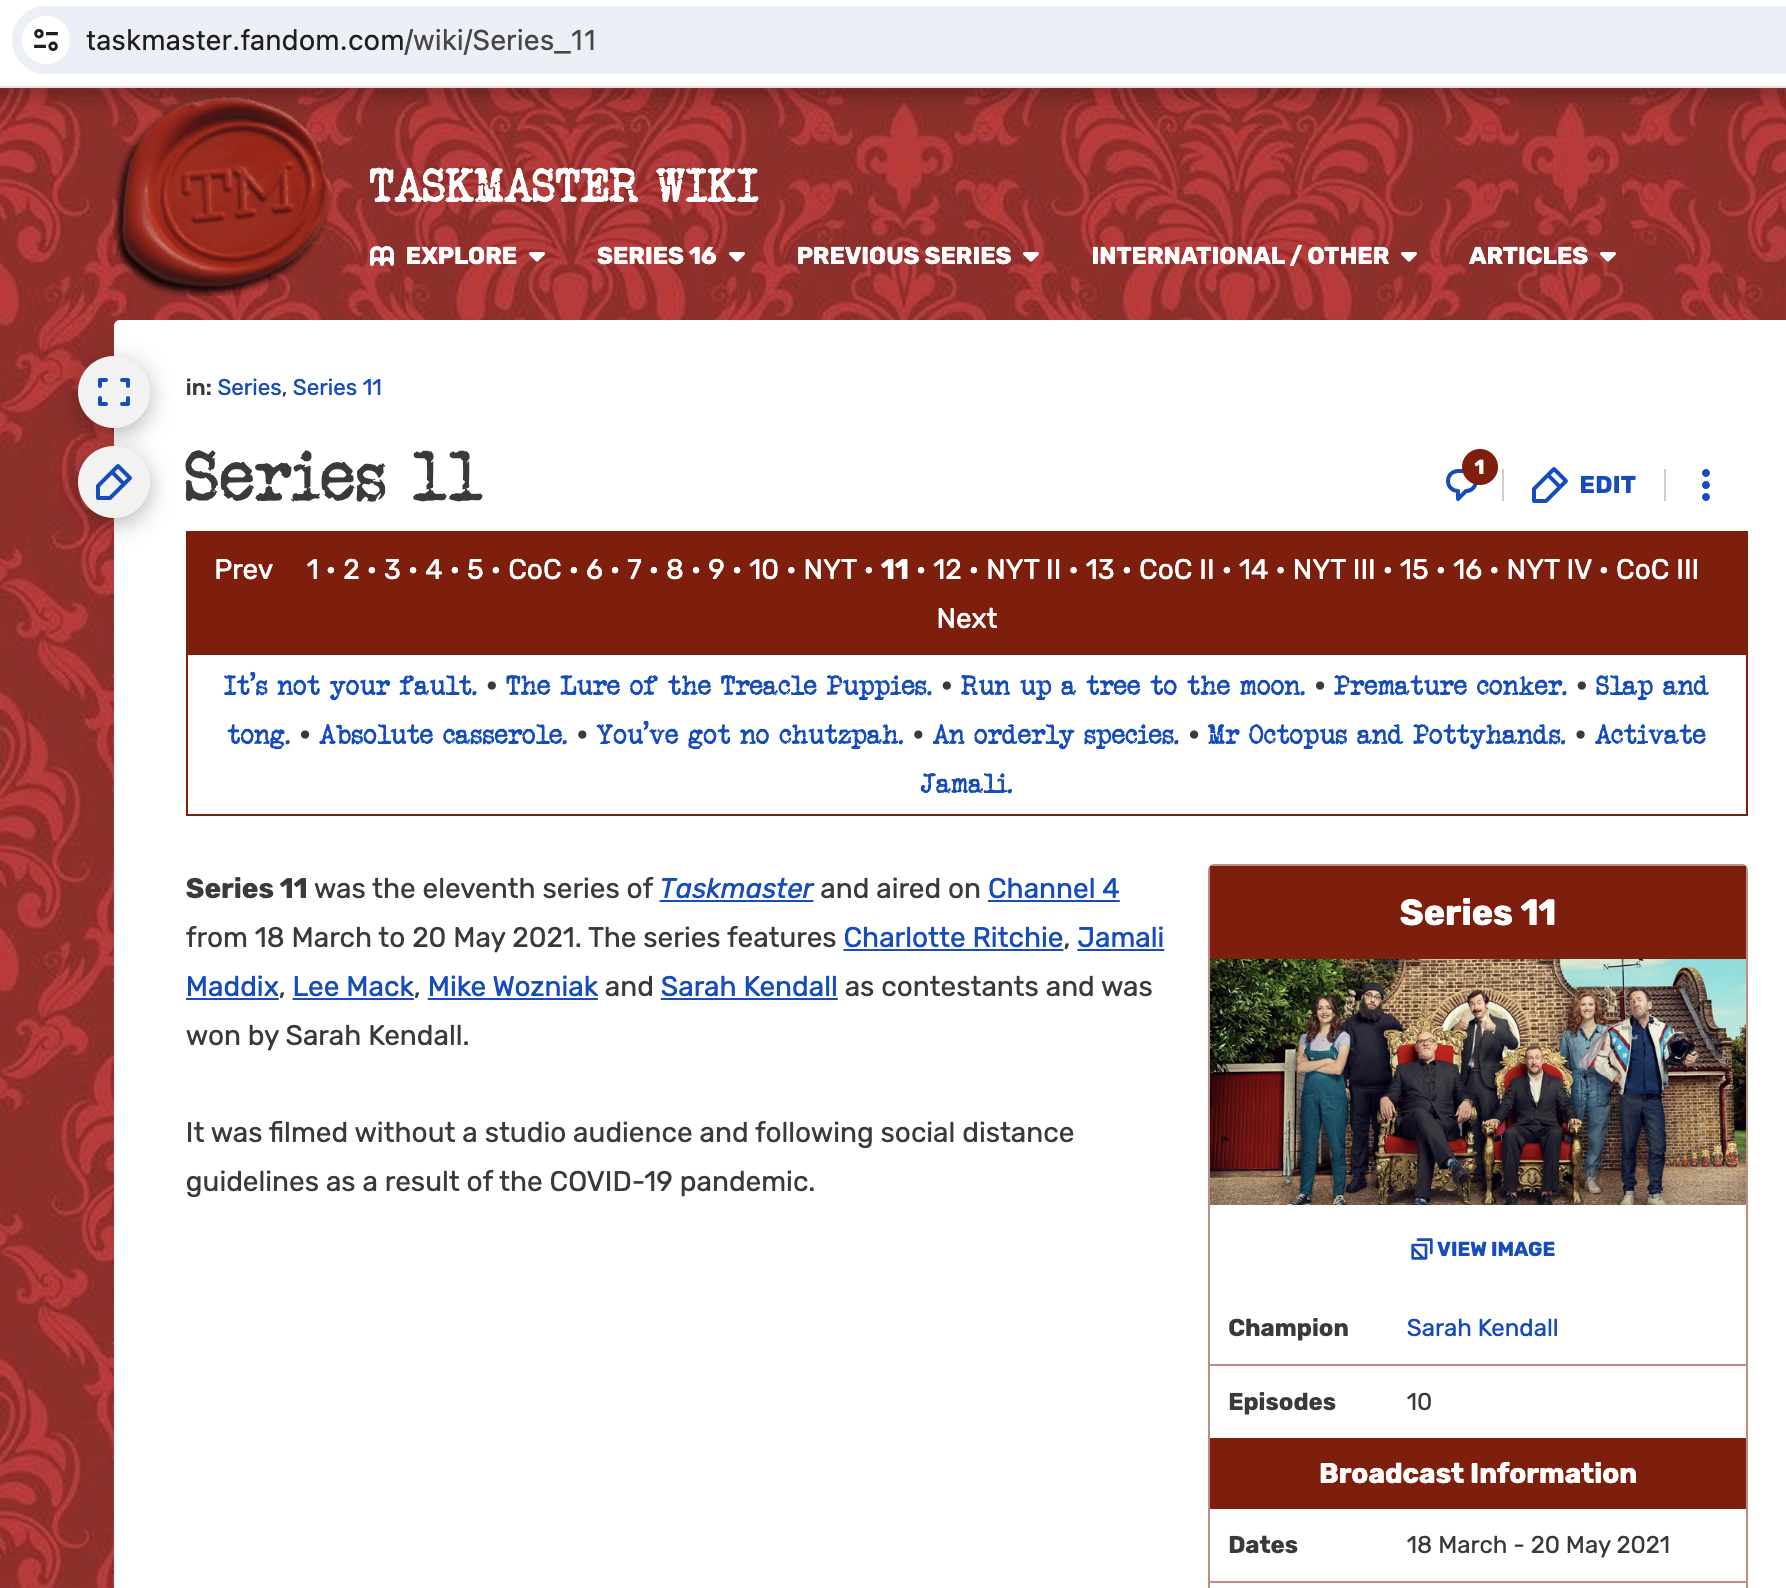 taskmaster.fandom.com/wiki/Series_11
TM
TASKMASTER WIKI
EXPLORE
SERIES 16
PREVIOUS SERIES
INTERNATIONAL / OTHER
ARTICLES
in: Series, Series 11
Series 11
1
EDIT
Prev 1 • 2 • 3 • 4 • 5 • CoC • 6 • 7 • 8 • 9 • 10 • NYT • 11 • 12 • NYT II • 13 • CoC II • 14 • NYT III • 15 • 16 • NYT IV • CoC III
Next
It's not your fault. • The Lure of the Treacle Puppies. • Run up a tree to the moon. • Premature conker. • Slap and
tong. • Absolute casserole. • You've got no chutzpah. • An orderly species. • Mr Octopus and Pottyhands. • Activate
Jamali.
Series 11 was the eleventh series of Taskmaster and aired on Channel 4
from 18 March to 20 May 2021. The series features Charlotte Ritchie, Jamali
Maddix, Lee Mack, Mike Wozniak and Sarah Kendall as contestants and was
won by Sarah Kendall.
It was filmed without a studio audience and following social distance
guidelines as a result of the COVID-19 pandemic.
Series 11
VIEW IMAGE
Champion Sarah Kendall
Episodes 10
Broadcast Information
Dates 18 March - 20 May 2021